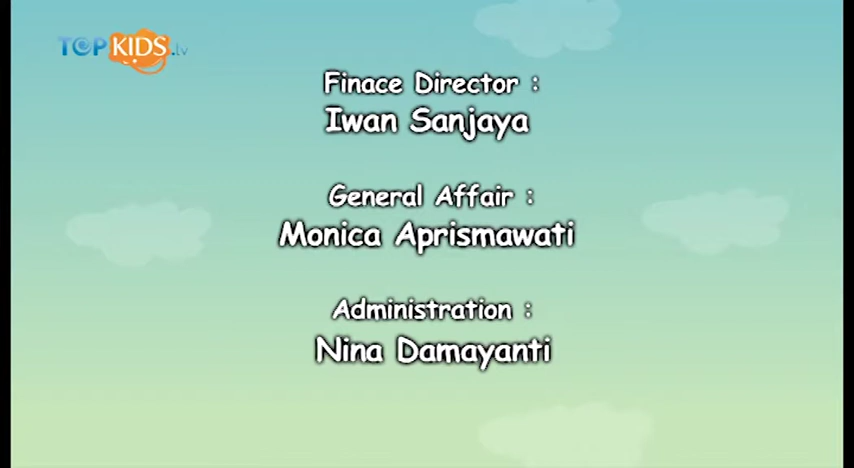 TOPKIDS.tv
Finace Director :
Iwan Sanjaya
General Affair :
Monica Aprismawati
Administration :
Nina Damayanti